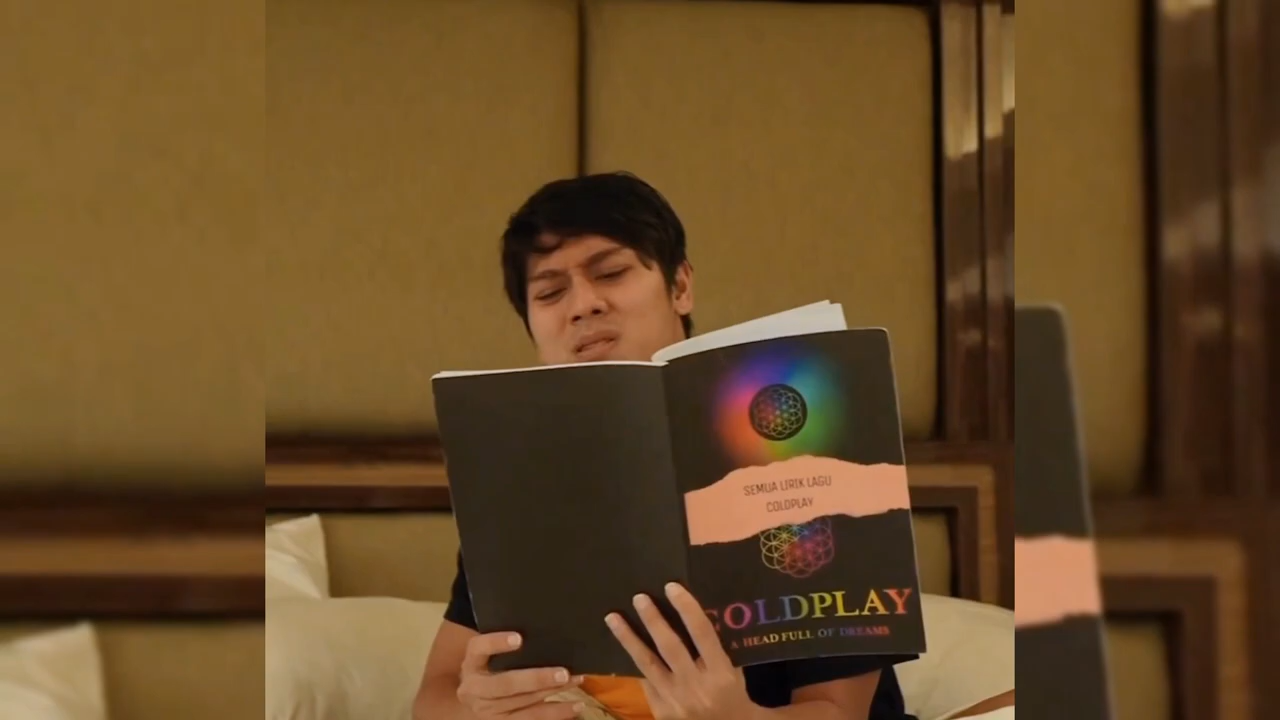 SEMUA LIRIK LAGU
COLDPLAY
COLDPLAY
A HEAD FULL OF DREAMS